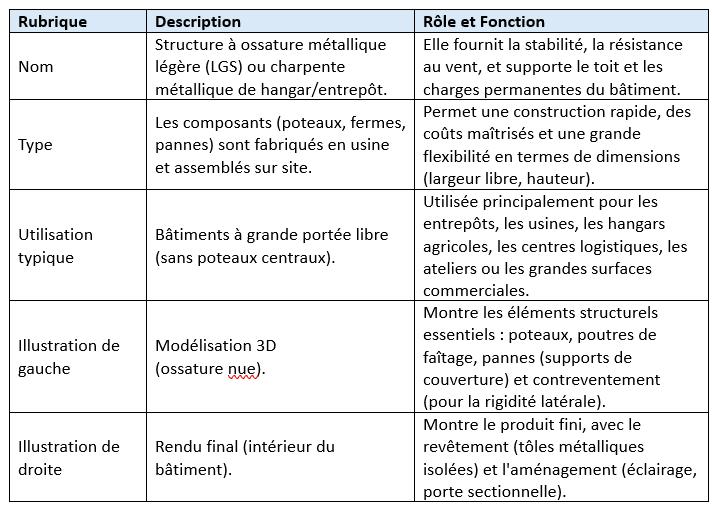 Rubrique
Description
Rôle et Fonction
Nom
Structure à ossature métallique
légère (LGS) ou charpente
métallique de hangar/entrepôt.
Elle fournit la stabilité, la résistance
au vent, et supporte le toit et les
charges permanentes du bâtiment.
Type
Les composants (poteaux, fermes,
pannes) sont fabriqués en usine
et assemblés sur site.
Permet une construction rapide, des
coûts maîtrisés et une grande
flexibilité en termes de dimensions
(largeur libre, hauteur).
Utilisation
typique
Bâtiments à grande portée libre
(sans poteaux centraux).
Utilisée principalement pour les
entrepôts, les usines, les hangars
agricoles, les centres logistiques, les
ateliers ou les grandes surfaces
commerciales.
Illustration de
gauche
Modélisation 3D
(ossature nue).
Montre les éléments structurels
essentiels : poteaux, poutres de
faîtage, pannes (supports de
couverture) et contreventement
(pour la rigidité latérale).
Illustration de
droite
Rendu final (intérieur du
bâtiment).
Montre le produit fini, avec le
revêtement (tôles métalliques
isolées) et l'aménagement (éclairage,
porte sectionnelle).